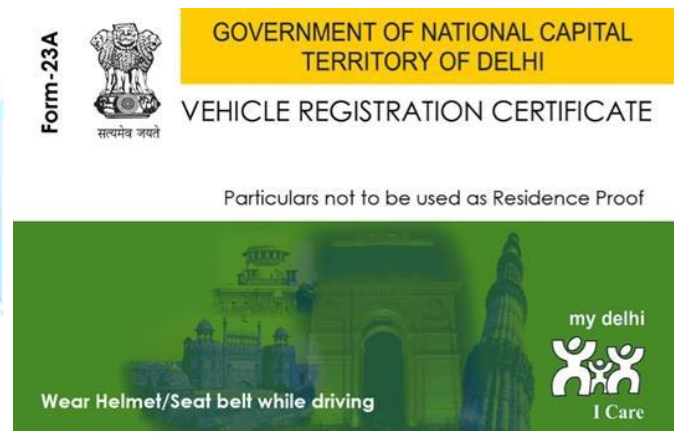 Form-23A
GOVERNMENT OF NATIONAL CAPITAL
TERRITORY OF DELHI
सत्यमेव जयते
VEHICLE REGISTRATION CERTIFICATE
Particulars not to be used as Residence Proof
my delhi
Wear Helmet/Seat belt while driving
I Care